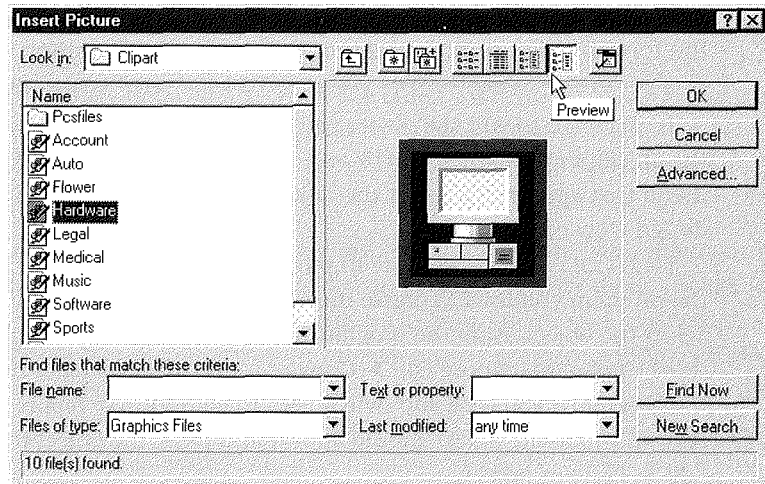 Insert Picture
Look in: Clipart
Name
Preview
OK
Pcsfiles
Cancel
Account
Auto
Advanced...
Flower
Hardware
Legal
Medical
Music
Software
Sports
Find files that match these criteria:
File name: Text or property: Find Now
Files of type: Graphics Files Last modified: any time New Search
10 file(s) found.